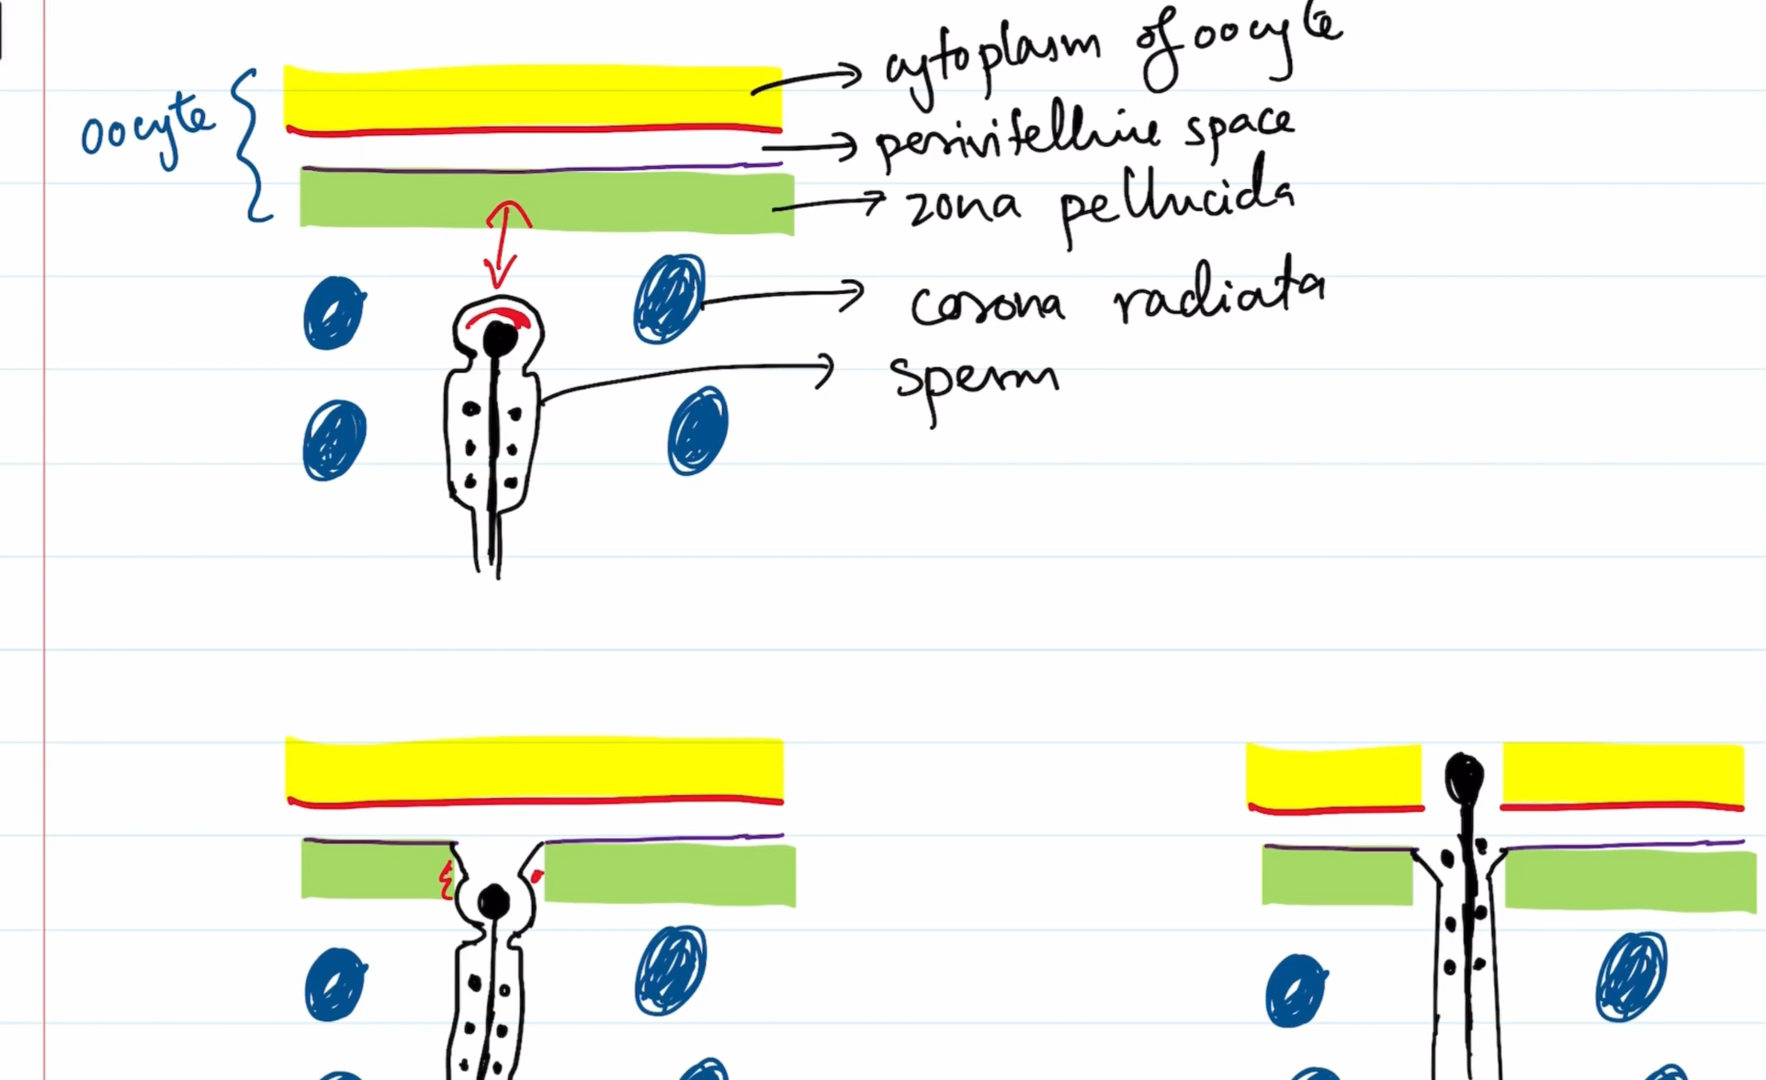 cytoplasm of oocyte
oocyte
perivitelline space
zona pellucida
corona radiata
sperm